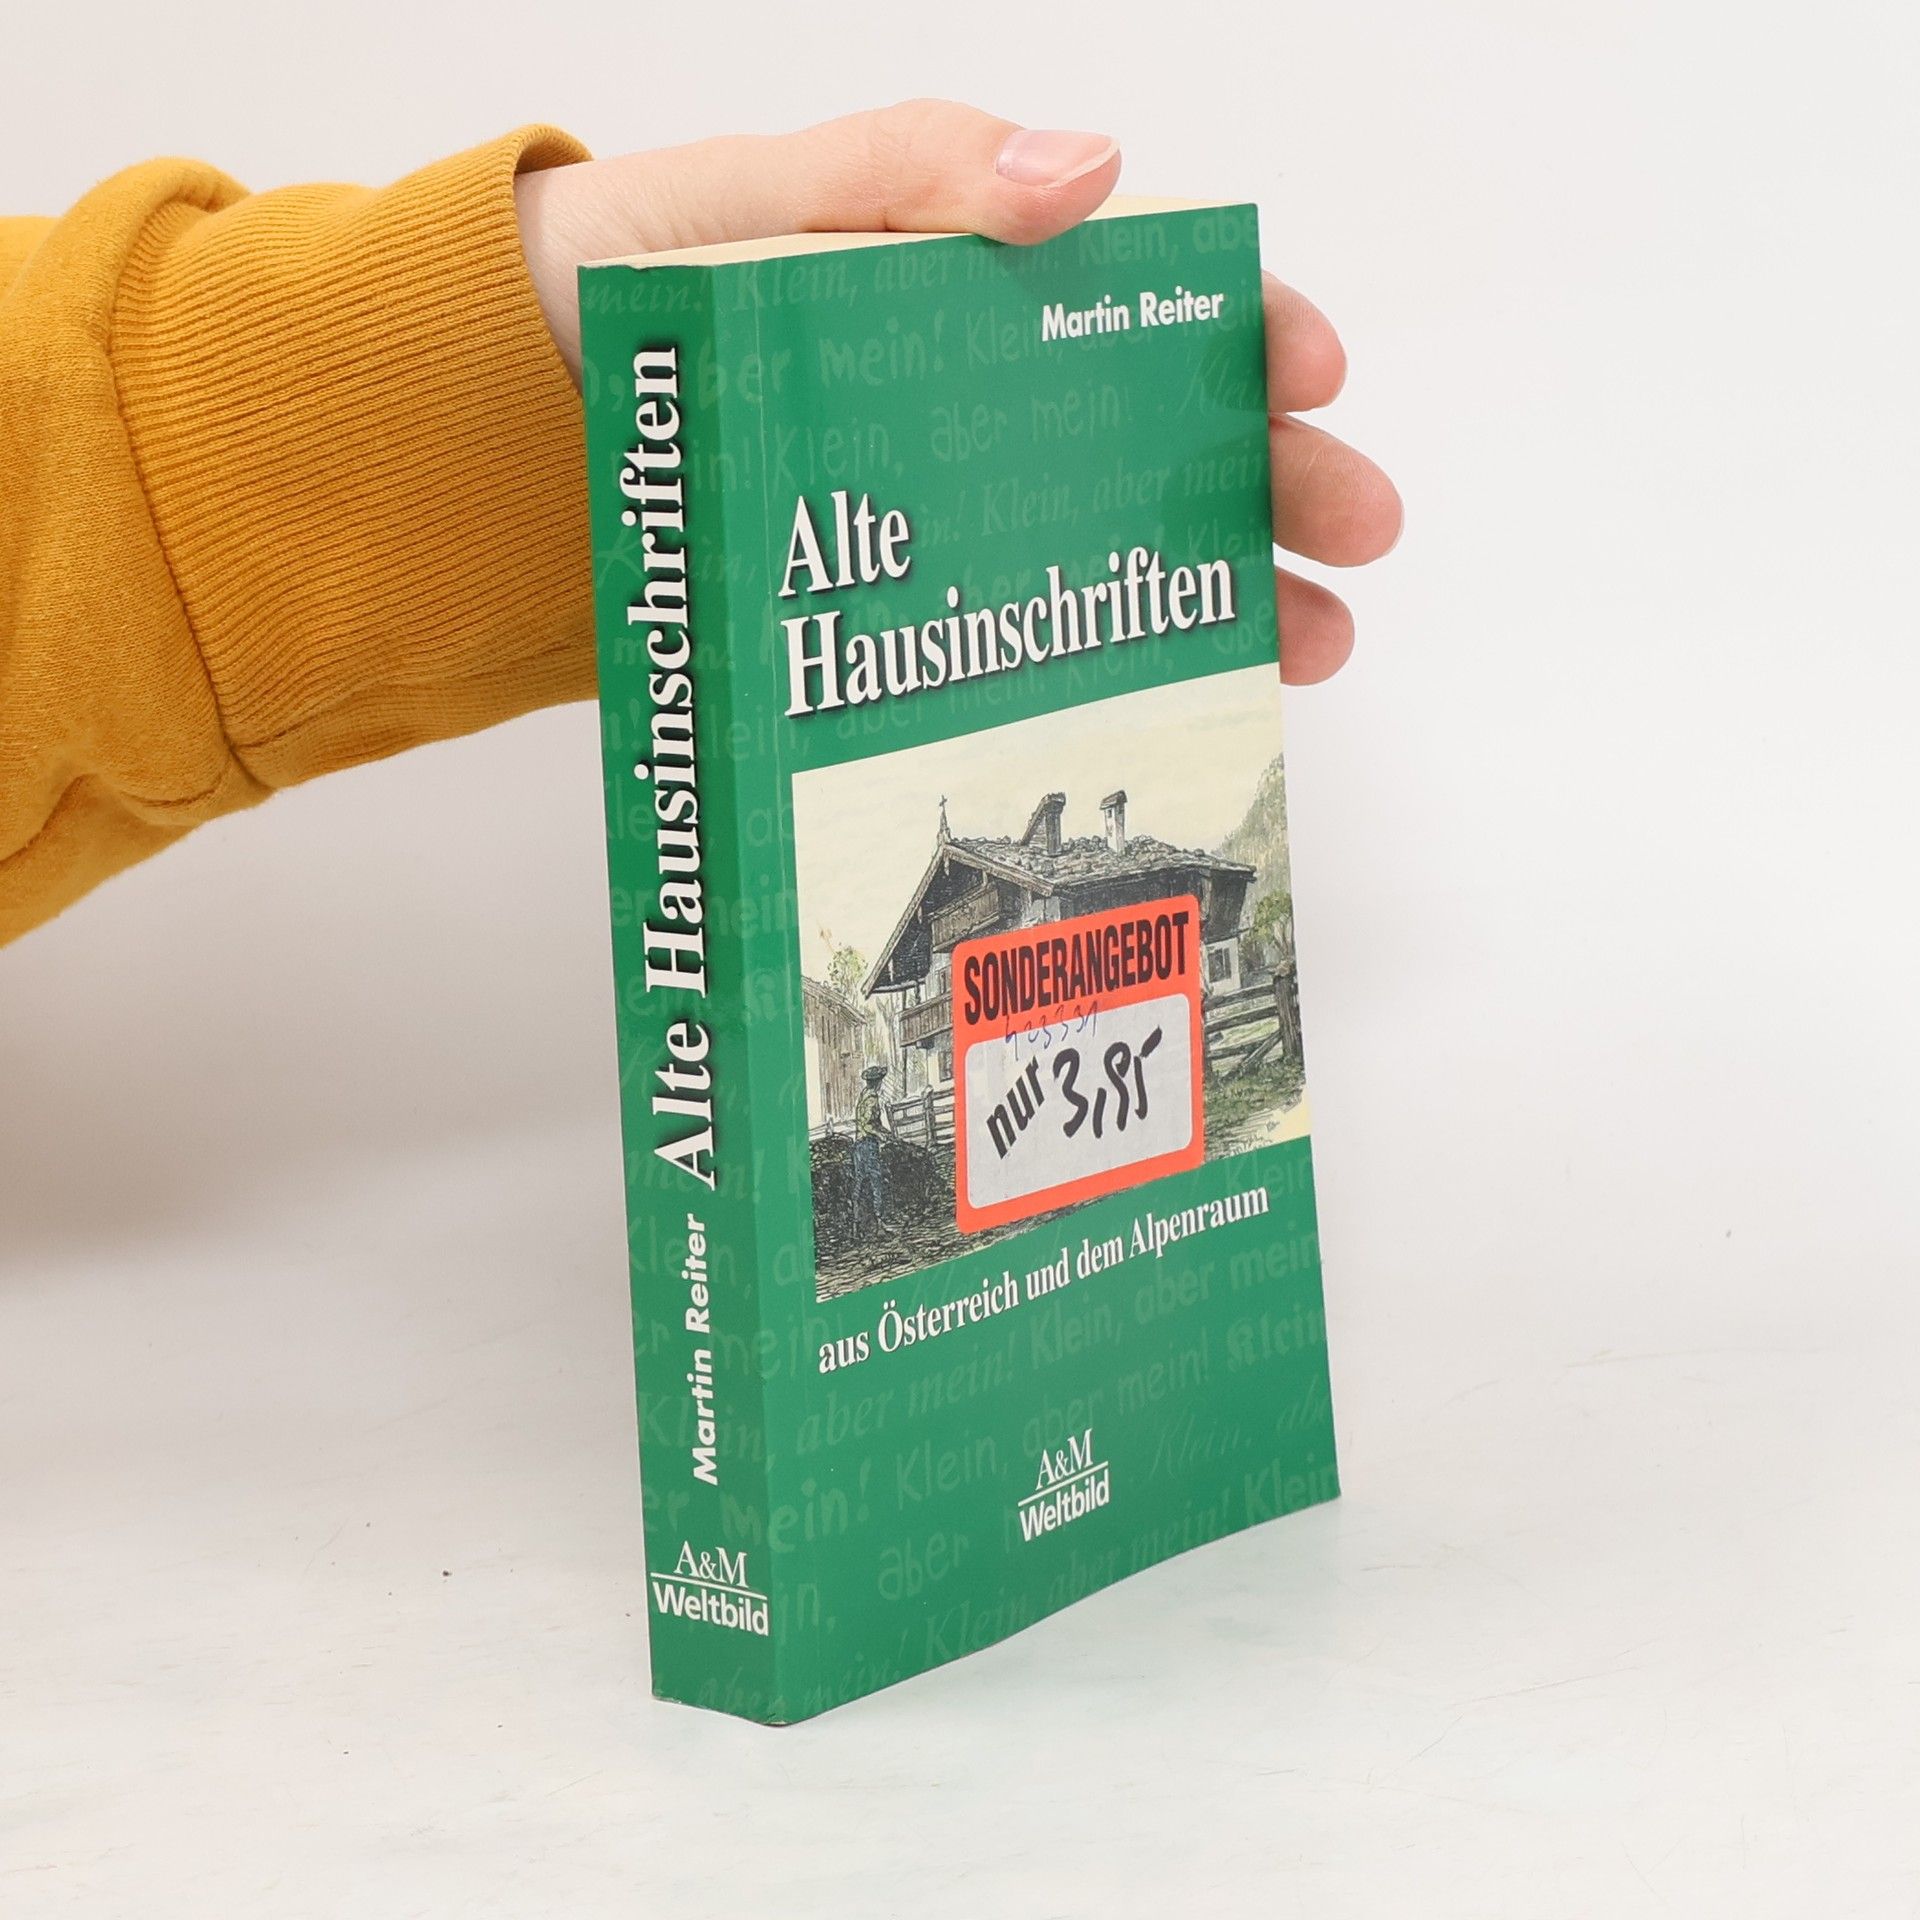 Martin Reiter
Alte
Hausinschriften
SONDERANGEBOT
nur 3,95
aus Österreich und dem Alpenraum
A&M
Weltbild
Martin Reiter Alte Hausinschriften
A&M
Weltbild